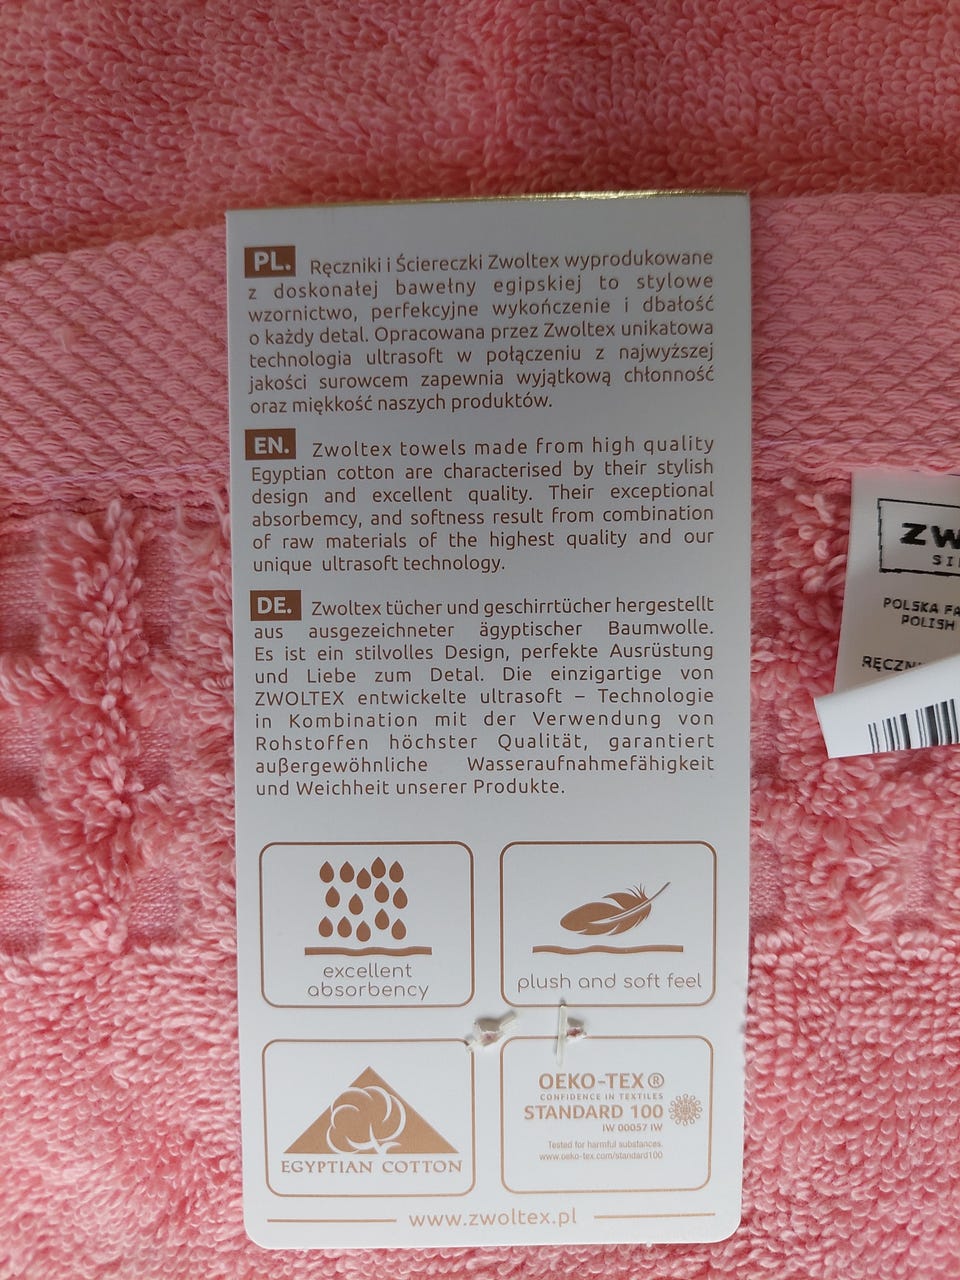 PL. Ręczniki i Ściereczki Zwoltex wyprodukowane
z doskonałej bawełny egipskiej to stylowe
wzornictwo, perfekcyjne wykończenie i dbałość
o każdy detal. Opracowana przez Zwoltex unikatowa
technologia ultrasoft w połączeniu z najwyższej
jakości surowcem zapewnia wyjątkową chłonność
oraz miękkość naszych produktów.
EN. Zwoltex towels made from high quality
Egyptian cotton are characterised by their stylish
design and excellent quality. Their exceptional
absorbemcy, and softness result from combination
of raw materials of the highest quality and our
unique ultrasoft technology.
DE. Zwoltex tücher und geschirrtücher hergestellt
aus ausgezeichneter ägyptischer Baumwolle.
Es ist ein stilvolles Design, perfekte Ausrüstung
und Liebe zum Detal. Die einzigartige von
ZWOLTEX entwickelte ultrasoft – Technologie
in Kombination mit der Verwendung von
Rohstoffen höchster Qualität, garantiert
außergewöhnliche Wasseraufnahmefähigkeit
und Weichheit unserer Produkte.
excellent
absorbency
plush and soft feel
EGYPTIAN COTTON
OEKO-TEX®
CONFIDENCE IN TEXTILES
STANDARD 100
IW 00057 IW
Tested for harmful substances.
www.oeko-tex.com/standard100
www.zwoltex.pl
POLSKA
POLISH